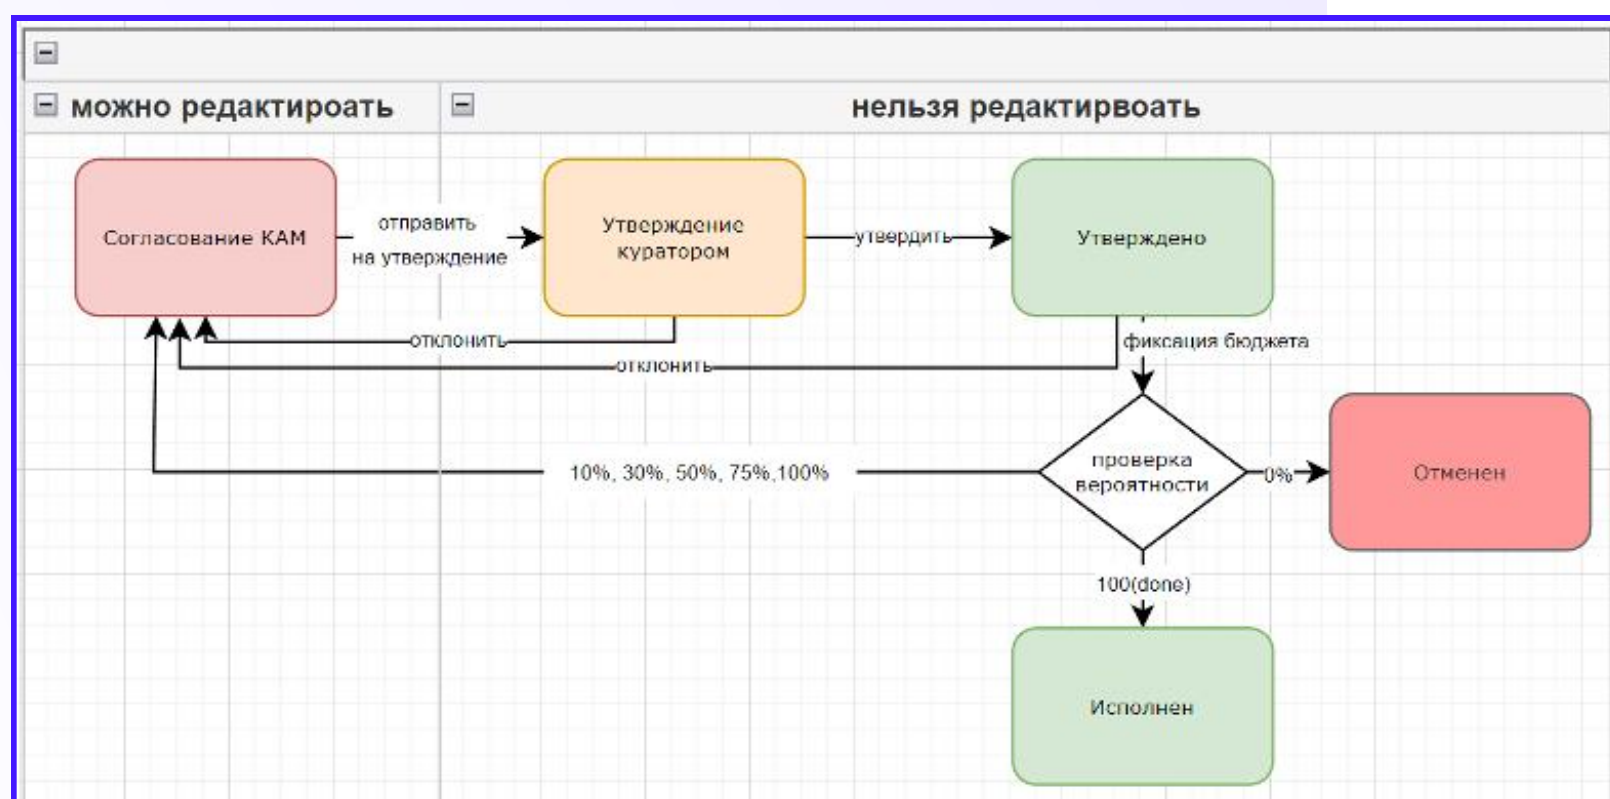 можно редактироать
нельзя редактирвоать
Согласование КАМ
отправить
на утверждение
Утверждение
куратором
утвердить
Утверждено
отклонить
отклонить
фиксация бюджета
10%, 30%, 50%, 75%,100%
проверка
вероятности
0%
Отменен
100(done)
Исполнен